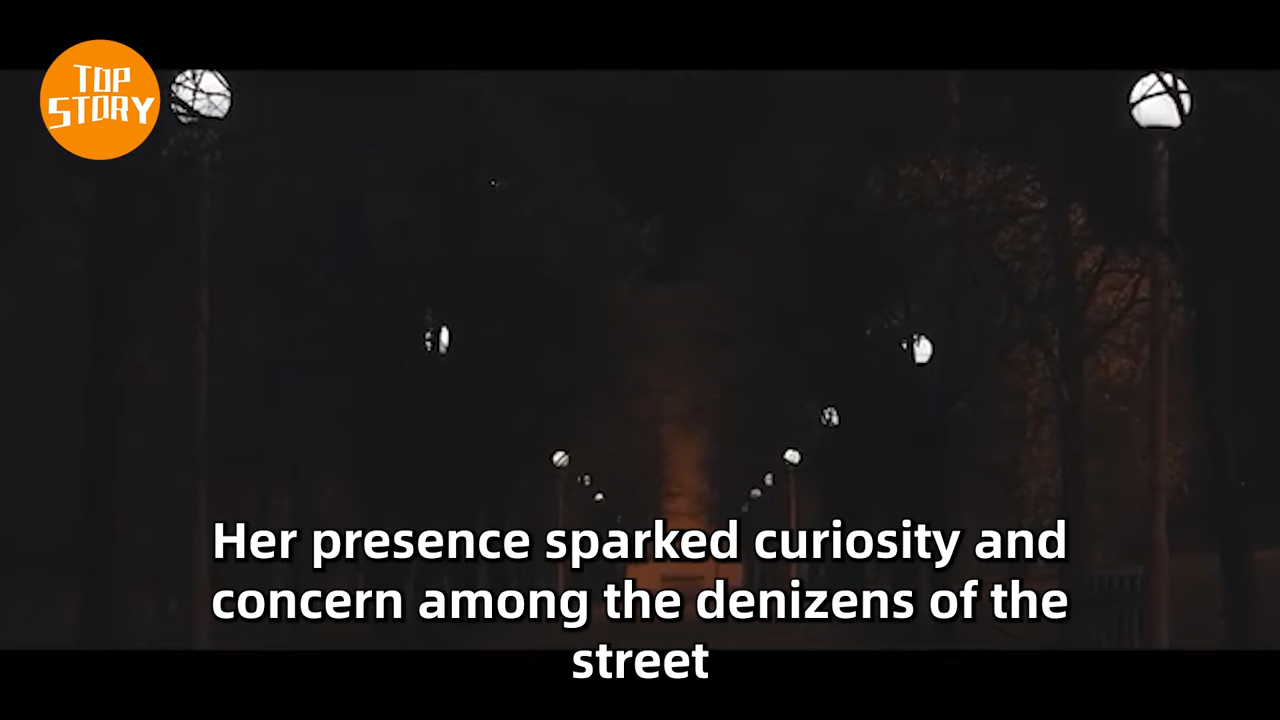 TOP
STORY
Her presence sparked curiosity and
concern among the denizens of the
street